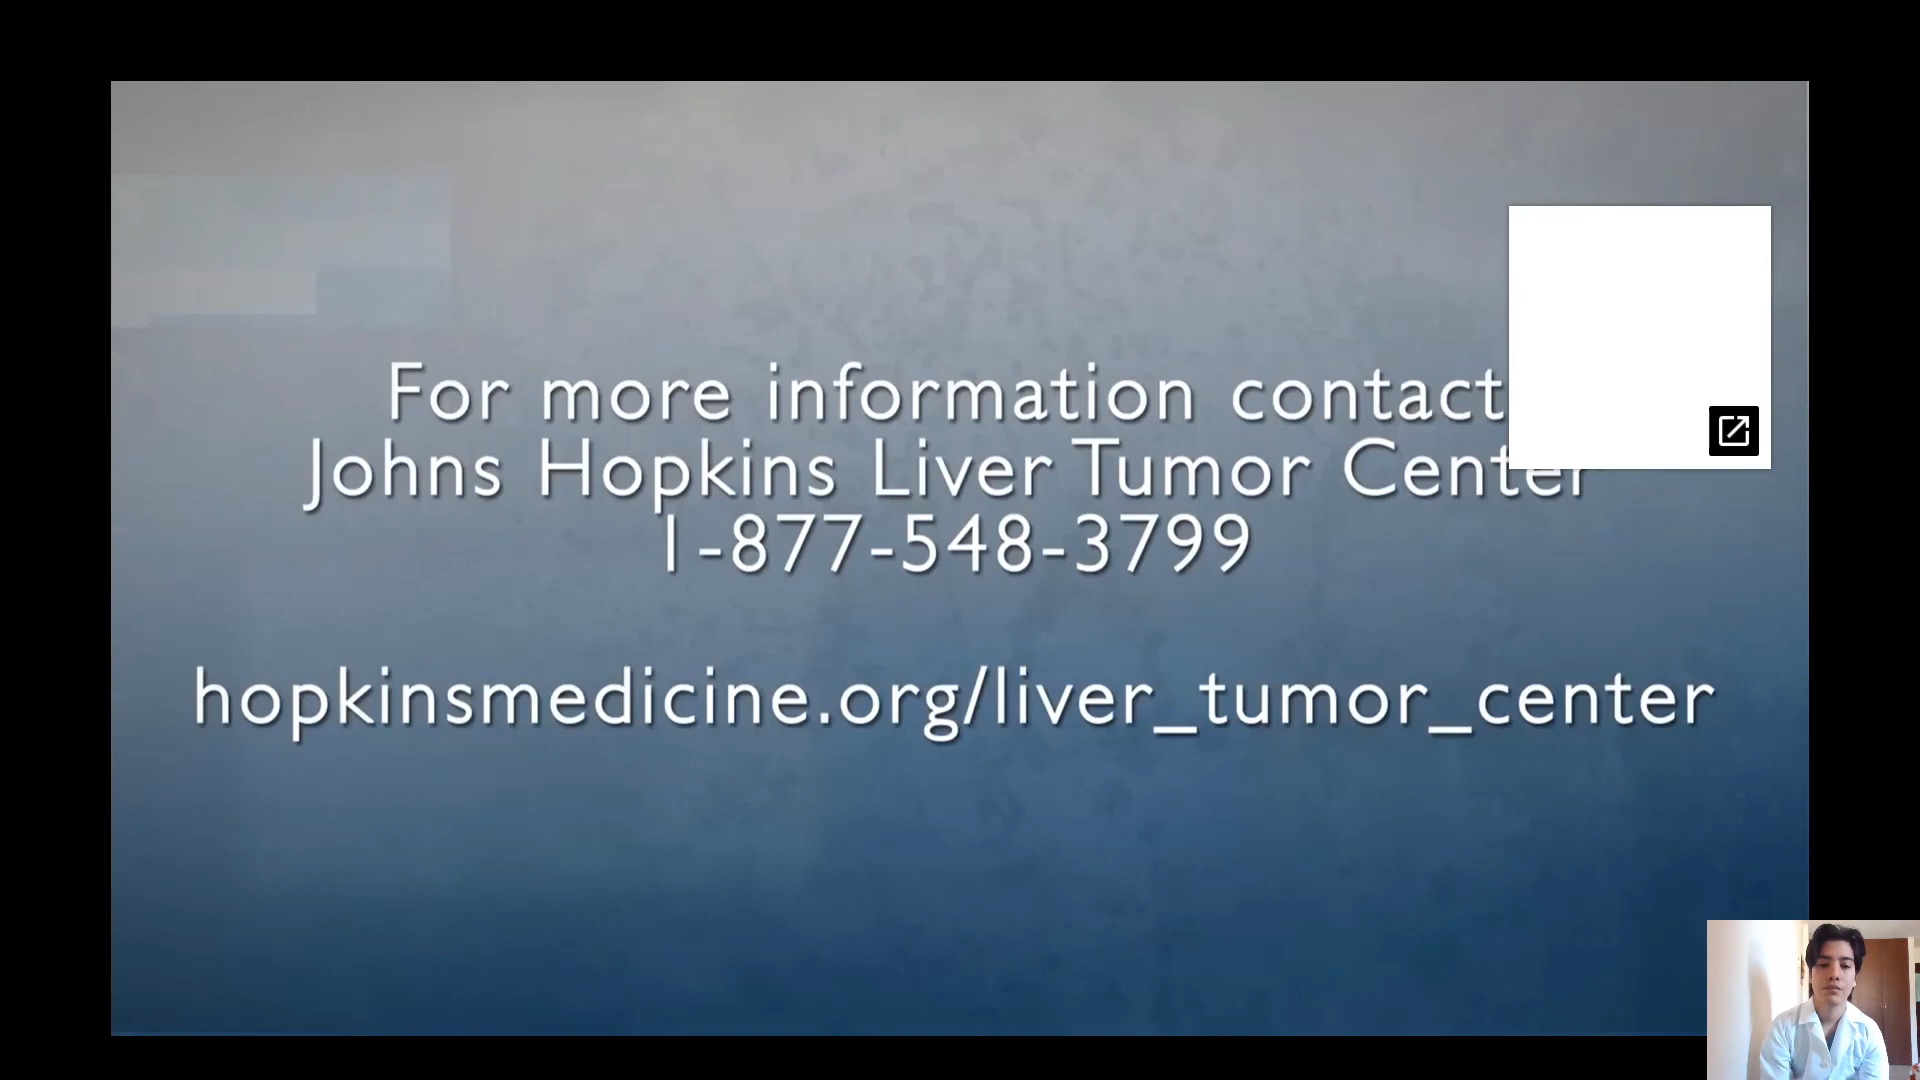 For more information contact
Johns Hopkins Liver Tumor Center
1-877-548-3799
hopkinsmedicine.org/liver_tumor_center